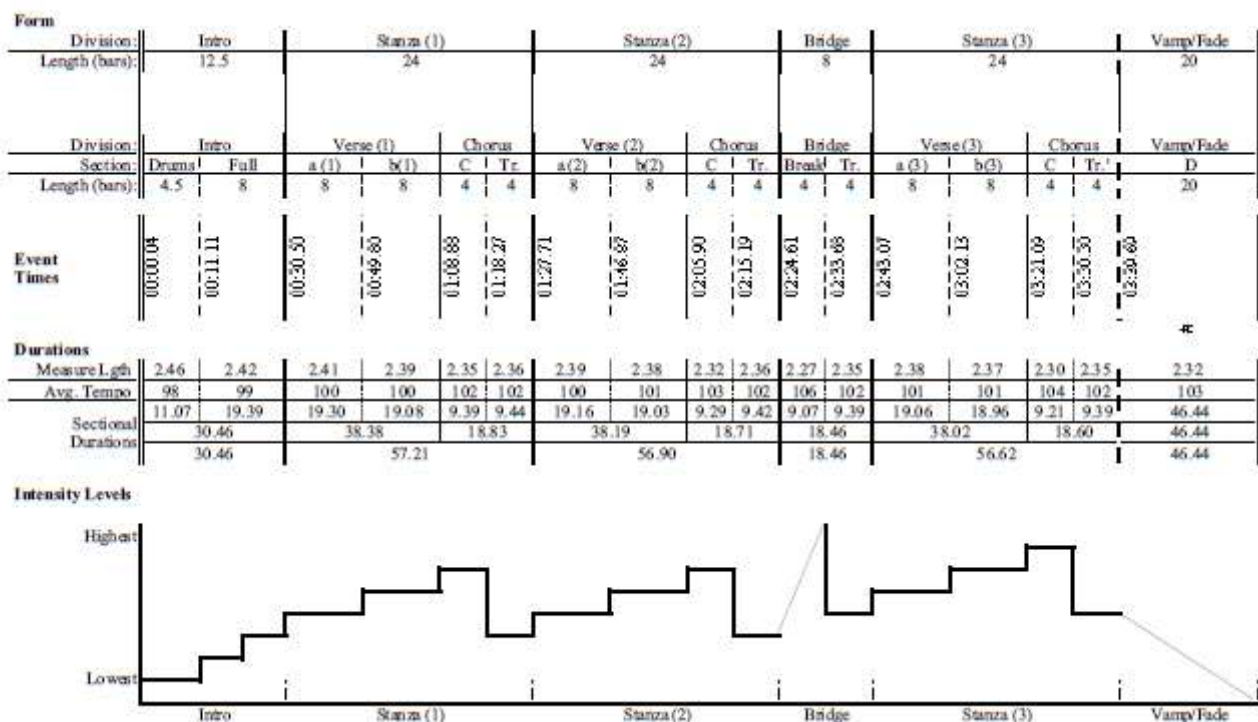 Form
Division: Intro Stanza (1) Stanza (2) Bridge Stanza (3) Vamp/Fade
Length (bars): 12.5 24 24 8 24 20
Division: Intro Verse (1) Chorus Verse (2) Chorus Bridge Verse (3) Chorus Vamp/Fade
Section: Drums Full a (1) b(1) C Tr. a (2) b(2) C Tr. Break Tr. a (3) b(3) C Tr.' D
Length (bars): 4.5 8 8 8 4 4 8 8 4 4 4 4 8 8 4 4 20
Event
Times
00:00.04 00:11.11 00:30.50 00:49.80 01:08.88 01:18.27 01:27.71 01:46.87 02:05.90 02:15.19 02:24.61 02:33.68 02:43.07 03:02.13 03:21.09 03:30.30 03:39.69
Durations
Measure Lgth 2.46 2.42 2.41 2.39 2.35 2.36 2.39 2.38 2.32 2.36 2.27 2.35 2.38 2.37 2.30 2.35 2.32
Avg. Tempo 98 99 100 100 102 102 100 101 103 102 106 102 101 101 104 102 103
11.07 19.39 19.30 19.08 9.39 9.44 19.16 19.03 9.29 9.42 9.07 9.39 19.06 18.96 9.21 9.39 46.44
Sectional
Durations
30.46 38.38 18.83 38.19 18.71 18.46 38.02 18.60 46.44
30.46 57.21 56.90 18.46 56.62 46.44
Intensity Levels
Highest
Lowest
Intro Stanza (1) Stanza (2) Bridge Stanza (3) Vamp/Fade